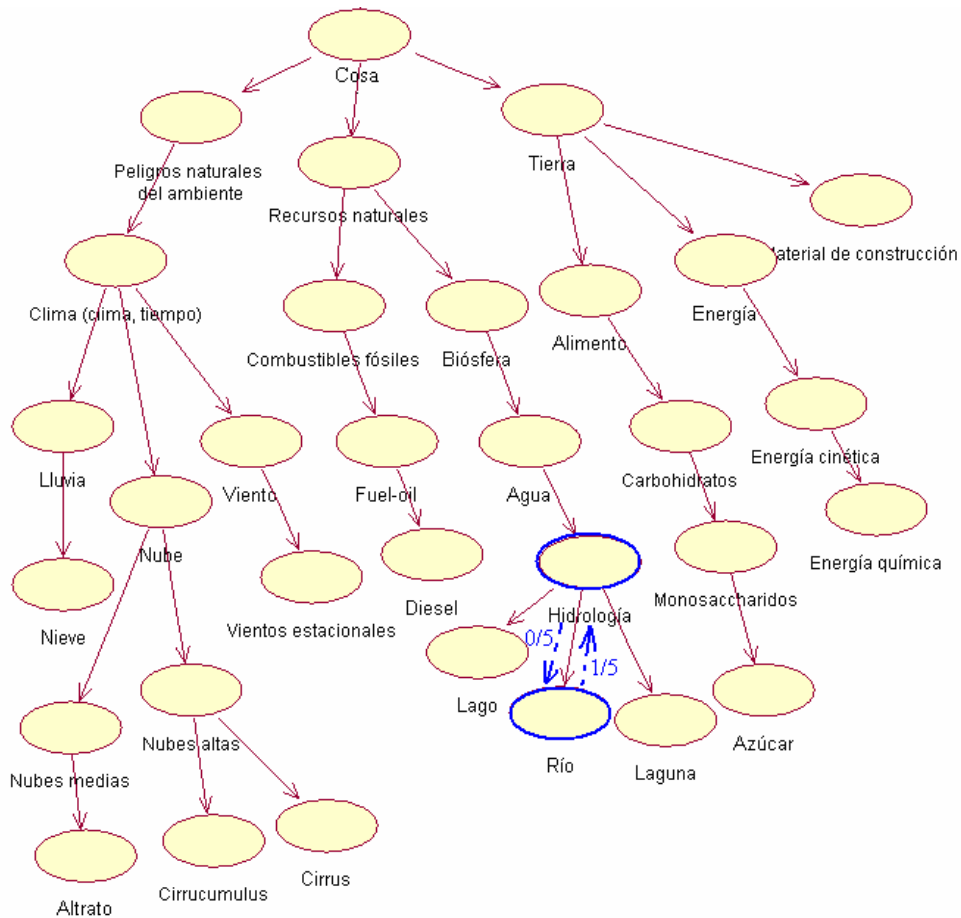 Cosa
Peligros naturales
del ambiente
Recursos naturales
Tierra
aterial de construcción
Clima (clima, tiempo)
Combustibles fósiles
Biósfera
Alimento
Energía
Lluvia
Nube
Viento
Fuel-oil
Agua
Carbohidratos
Energía cinética
Nieve
Vientos estacionales
Diesel
Hidrología
Monosaccharidos
Energía química
0/5
1/5
Nubes medias
Nubes altas
Lago
Río
Laguna
Azúcar
Altrato
Cirrucumulus
Cirrus